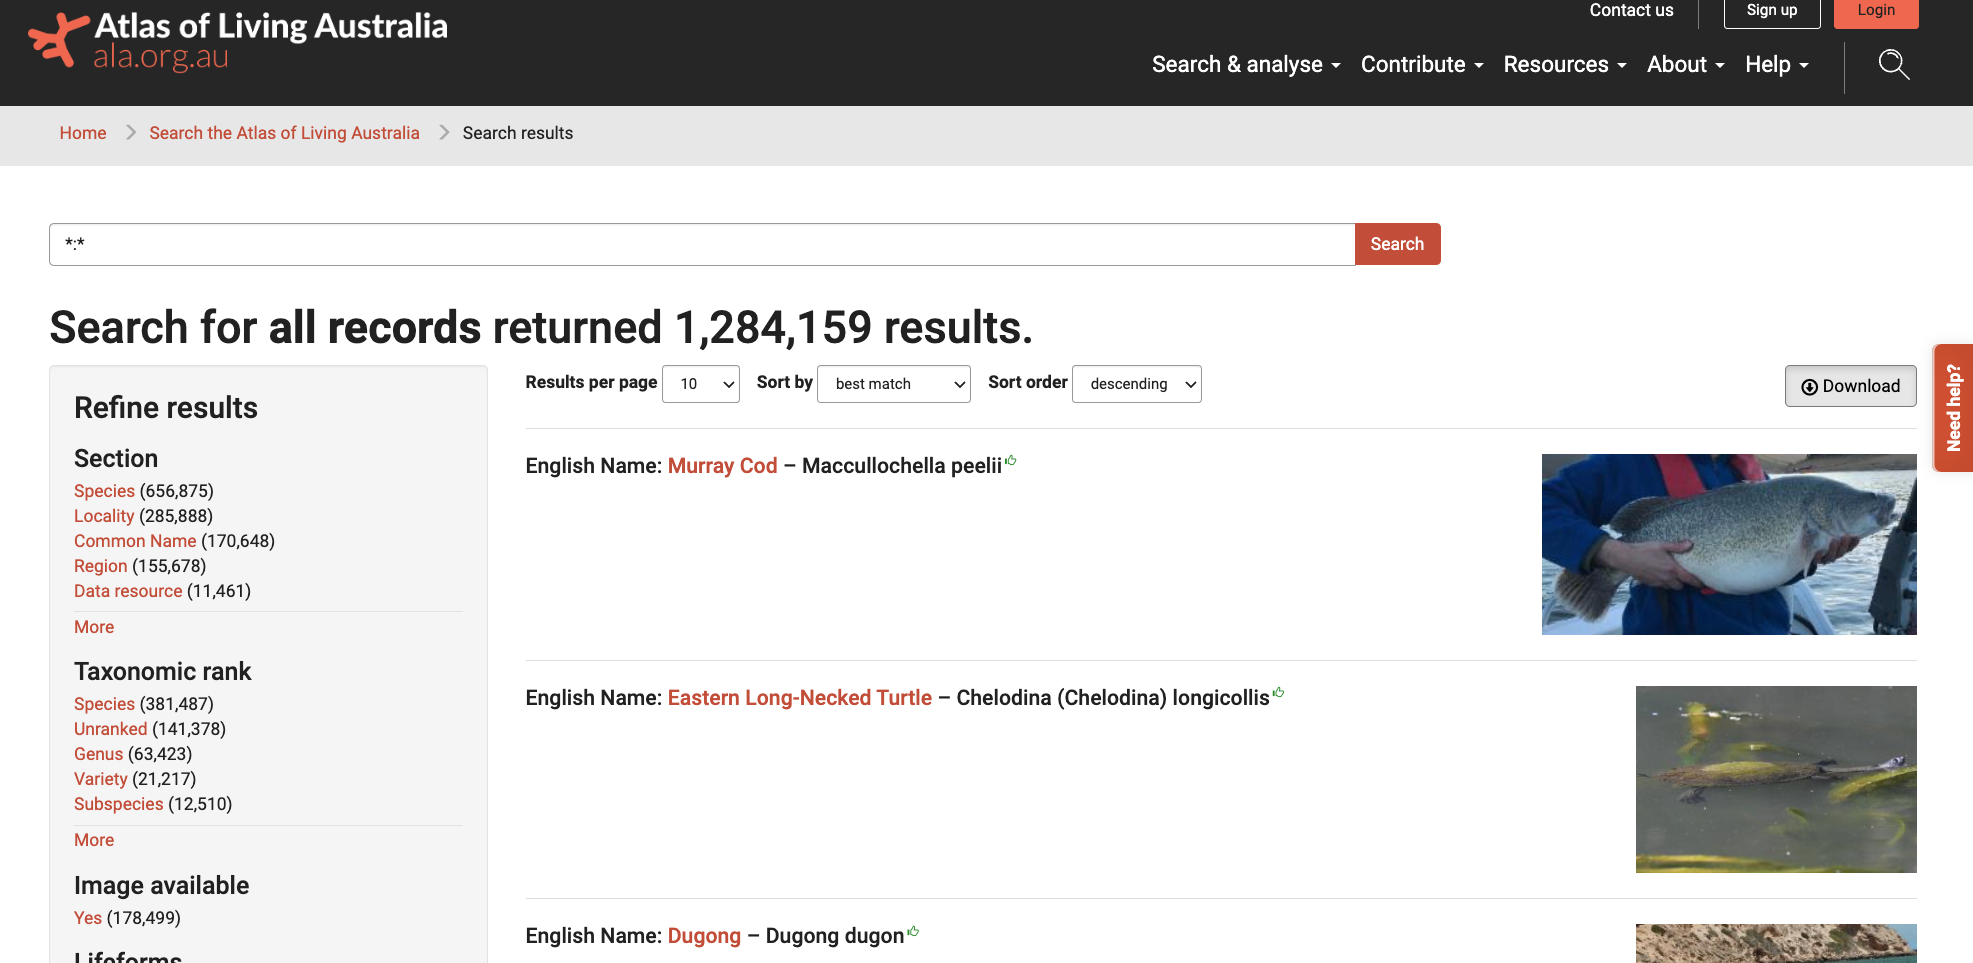 Atlas of Living Australia
ala.org.au
Contact us
Sign up
Login
Search & analyse
Contribute
Resources
About
Help
Home
Search the Atlas of Living Australia
Search results
*:*
Search
Search for all records returned 1,284,159 results.
Refine results
Section
Species (656,875)
Locality (285,888)
Common Name (170,648)
Region (155,678)
Data resource (11,461)
More
Taxonomic rank
Species (381,487)
Unranked (141,378)
Genus (63,423)
Variety (21,217)
Subspecies (12,510)
More
Image available
Yes (178,499)
Lifeforms
Results per page 10 Sort by best match Sort order descending
Download
English Name: Murray Cod – Maccullochella peelii
English Name: Eastern Long-Necked Turtle – Chelodina (Chelodina) longicollis
English Name: Dugong – Dugong dugon
Need help?